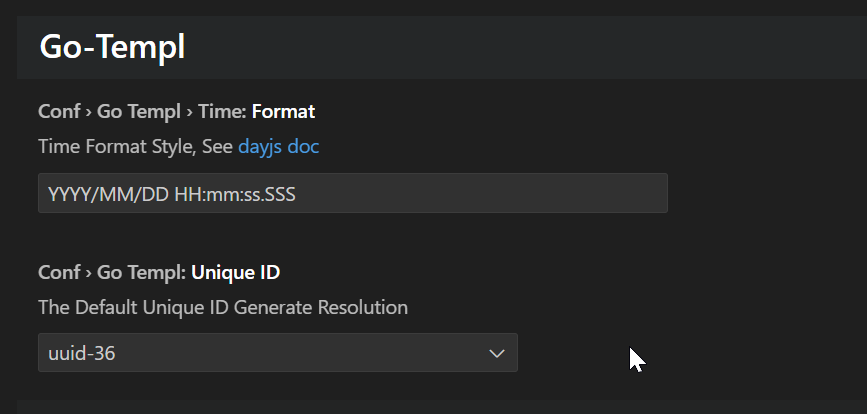 Go-Templ
Conf › Go Templ › Time: Format
Time Format Style, See dayjs doc
YYYY/MM/DD HH:mm:ss.SSS
Conf › Go Templ: Unique ID
The Default Unique ID Generate Resolution
uuid-36